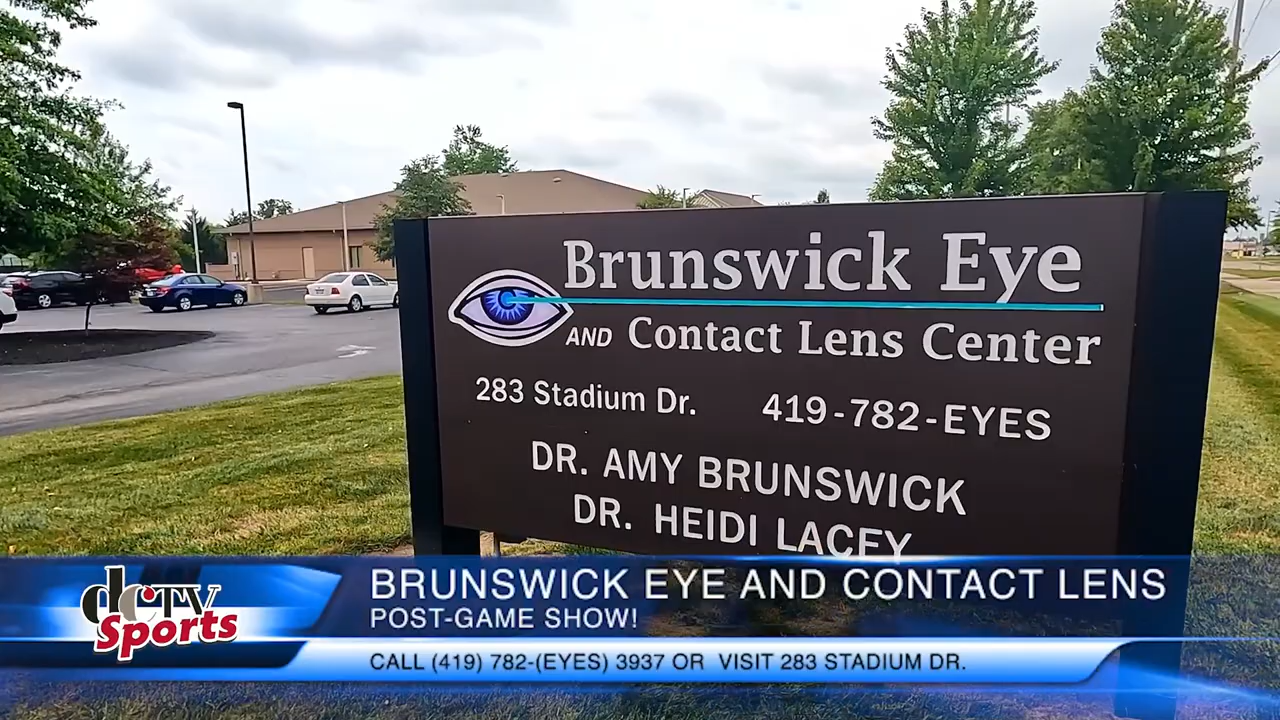 Brunswick Eye
AND Contact Lens Center
283 Stadium Dr. 419-782-EYES
DR. AMY BRUNSWICK
DR. HEIDI LACEY
dcTV Sports
BRUNSWICK EYE AND CONTACT LENS
POST-GAME SHOW!
CALL (419) 782-(EYES) 3937 OR VISIT 283 STADIUM DR.